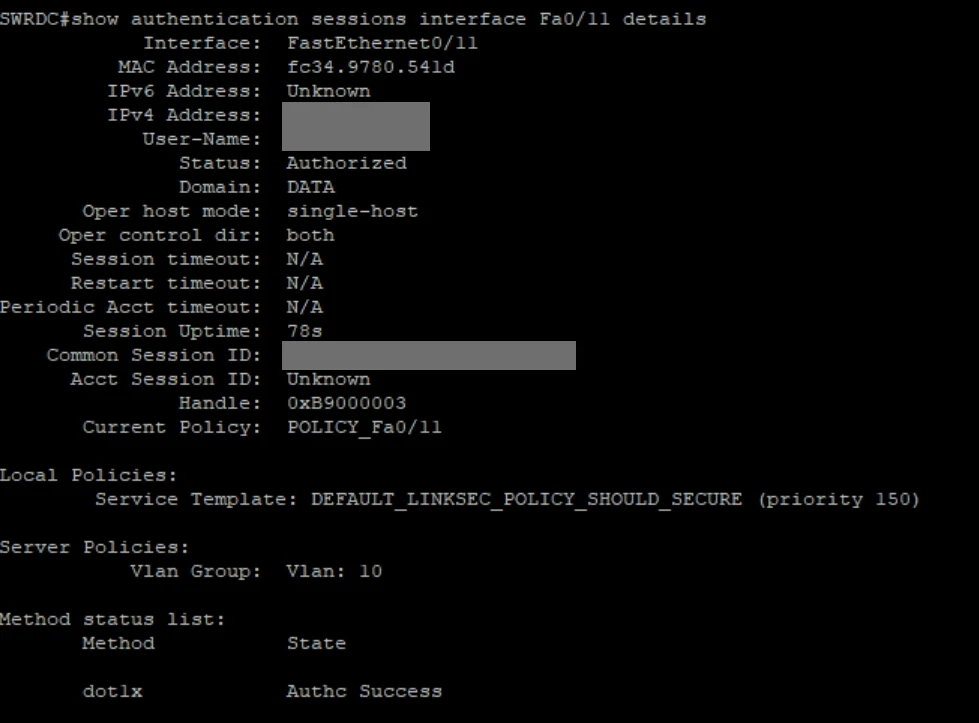 SWRDC#show authentication sessions interface Fa0/11 details
Interface: FastEthernet0/11
MAC Address: fc34.9780.541d
IPv6 Address: Unknown
IPv4 Address:
User-Name:
Status: Authorized
Domain: DATA
Oper host mode: single-host
Oper control dir: both
Session timeout: N/A
Restart timeout: N/A
Periodic Acct timeout: N/A
Session Uptime: 78s
Common Session ID:
Acct Session ID: Unknown
Handle: 0xB9000003
Current Policy: POLICY_Fa0/11
Local Policies:
Service Template: DEFAULT_LINKSEC_POLICY_SHOULD_SECURE (priority 150)
Server Policies:
Vlan Group: Vlan: 10
Method status list:
Method State
dot1x Authc Success